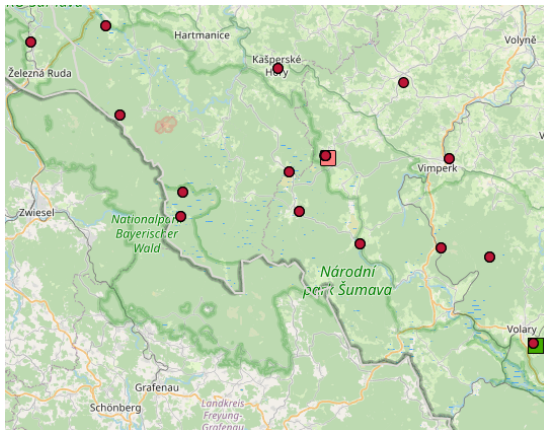 Hartmanice
Kašperské
Hory
Volyně
Železná Ruda
Vimperk
Zwiesel
Nationalpark
Bayerischer
Wald
Národní
park Šumava
Volary
Grafenau
Schönberg
Landkreis
Freyung-
Grafenau